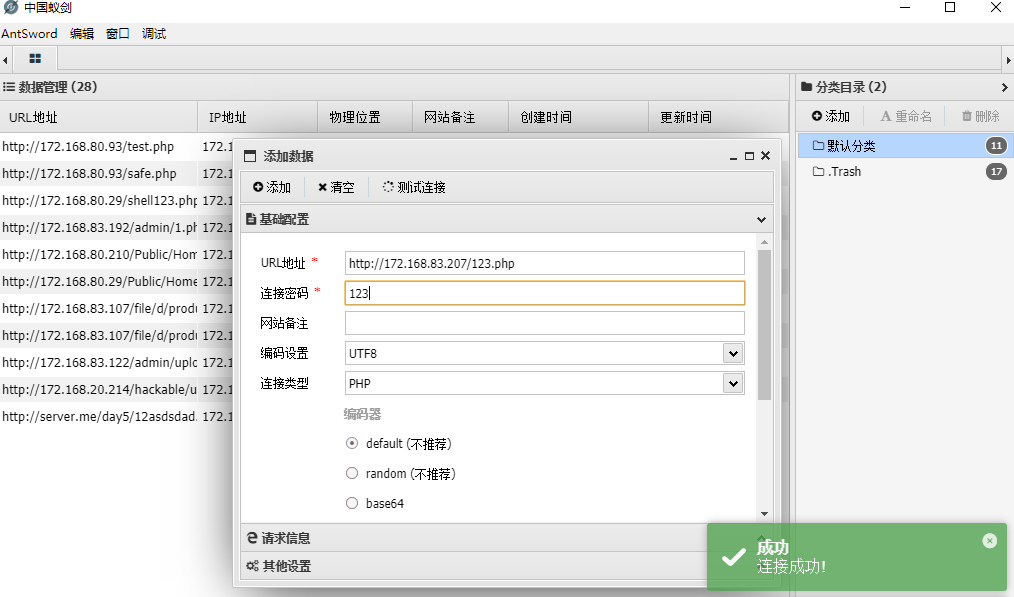 中国蚁剑
AntSword 编辑 窗口 调试
数据管理 (28)
分类目录 (2)
URL地址 IP地址 物理位置 网站备注 创建时间 更新时间
添加 重命名 删除
http://172.168.80.93/test.php 172.1
http://172.168.80.93/safe.php 172.1
http://172.168.80.29/shell123.php 172.1
http://172.168.83.192/admin/1.ph 172.1
http://172.168.80.210/Public/Hom 172.1
http://172.168.80.29/Public/Home 172.1
http://172.168.83.107/file/d/produ 172.1
http://172.168.83.107/file/d/produ 172.1
http://172.168.83.122/admin/uplo 172.1
http://172.168.20.214/hackable/u 172.1
http://server.me/day5/12asdsdad. 172.1
默认分类 11
.Trash 17
添加数据
添加 清空 测试连接
基础配置
URL地址 * http://172.168.83.207/123.php
连接密码 * 123
网站备注
编码设置 UTF8
连接类型 PHP
编码器
default (不推荐)
random (不推荐)
base64
请求信息
其他设置
成功
连接成功!